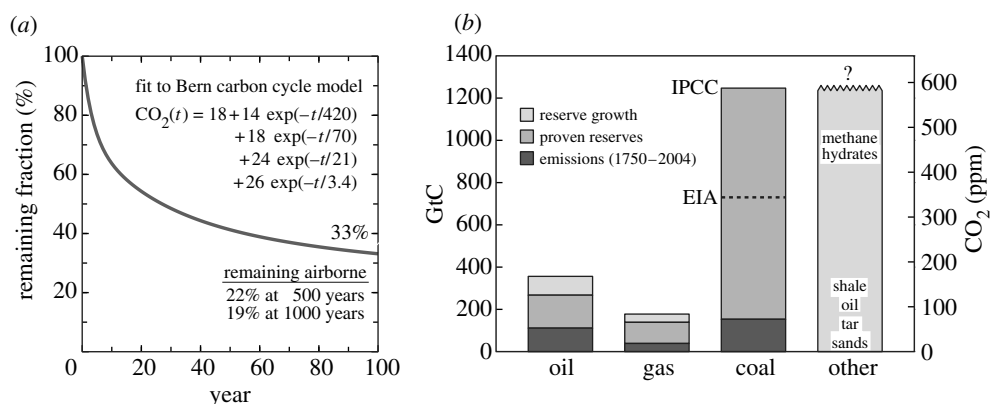 (a)
remaining fraction (%)
100
80
60
40
20
0
20
40
60
80
100
year
fit to Bern carbon cycle model
CO2(t) = 18+14 exp(−t/420)
+18 exp(−t/70)
+24 exp(−t/21)
+26 exp(−t/3.4)
33%
remaining airborne
22% at 500 years
19% at 1000 years
(b)
GtC
1400
1200
1000
800
600
400
200
0
reserve growth
proven reserves
emissions (1750−2004)
IPCC
EIA
?
methane
hydrates
shale
oil
tar
sands
oil
gas
coal
other
600
500
400
300
200
100
0
CO2 (ppm)